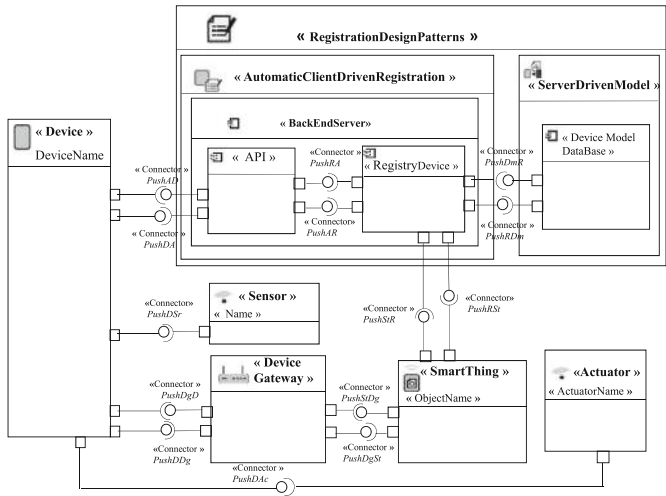 « RegistrationDesignPatterns »
« AutomaticClientDrivenRegistration »
« ServerDrivenModel»
« BackEndServer»
« Device »
DeviceName
« API »
« RegistryDevice »
« Device Model
DataBase »
« Connector»
PushAD
« Connector»
PushDA
« Connector»
PushRA
« Connector»
PushAR
« Connector»
PushDmR
« Connector»
PushRDm
«Connector»
PushDSr
« Sensor »
« Name »
«Connector»
PushStR
«Connector»
PushRSt
« Device
Gateway »
« SmartThing »
« ObjectName »
«Actuator»
« ActuatorName »
«Connector »
PushDgD
«Connector»
PushDDg
«Connector»
PushStDg
«Connector»
PushDgSt
«Connector»
PushDAc